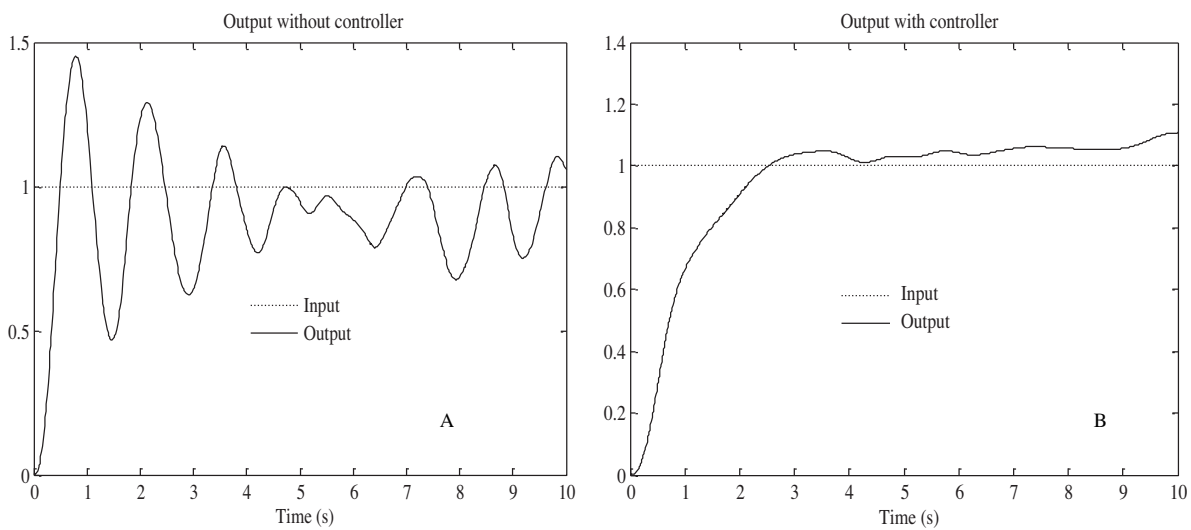 Output without controller
1.5
1
0.5
0
Input
Output
A
0 1 2 3 4 5 6 7 8 9 10
Time (s)
Output with controller
1.4
1.2
1
0.8
0.6
0.4
0.2
0
Input
Output
B
0 1 2 3 4 5 6 7 8 9 10
Time (s)